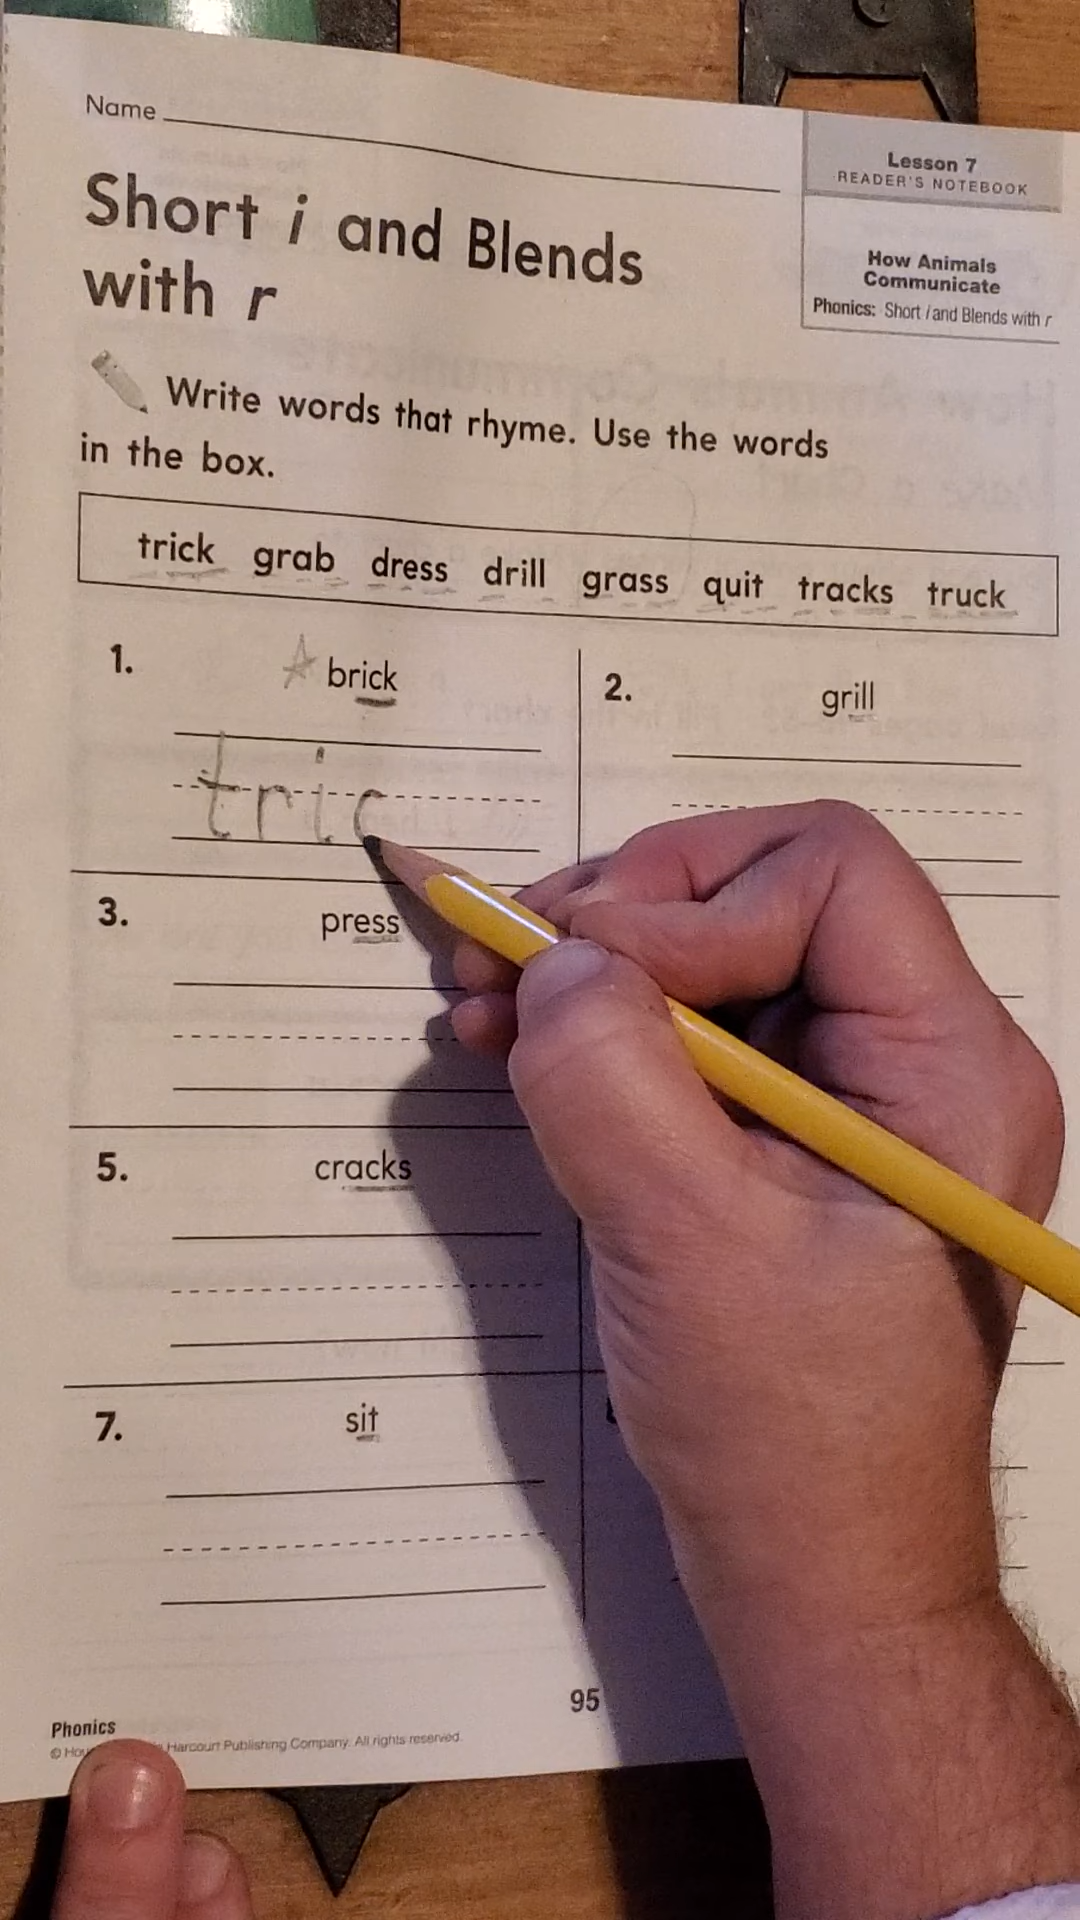 Name
Lesson 7
READER'S NOTEBOOK
Short i and Blends
with r
How Animals
Communicate
Phonics: Short i and Blends with r
Write words that rhyme. Use the words
in the box.
trick grab dress drill grass quit tracks truck
1. brick
tric
2. grill
3. press
5. cracks
7. sit
95
Phonics
© Harcourt Publishing Company. All rights reserved.